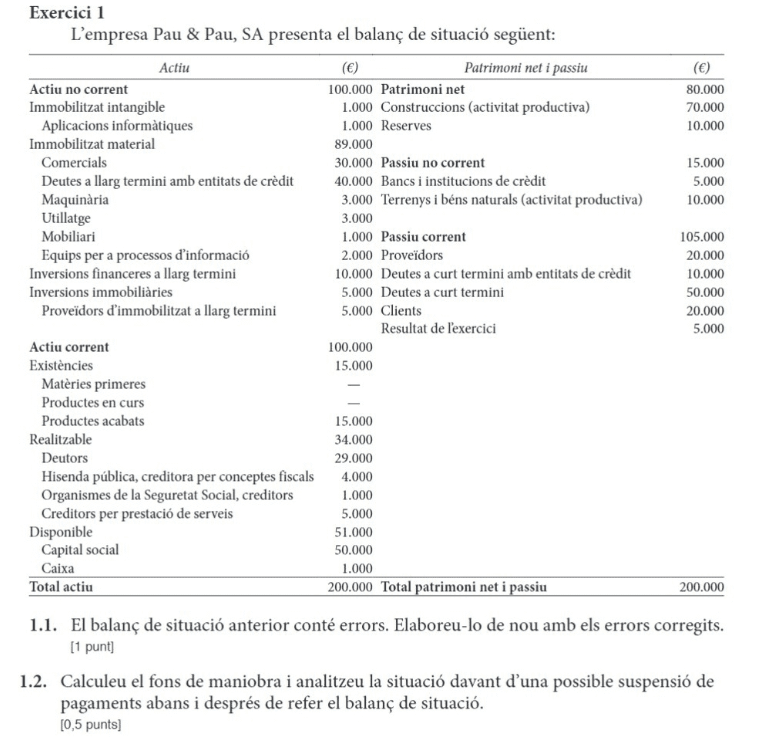 Exercici 1
L'empresa Pau & Pau, SA presenta el balanç de situació següent:
Actiu (€) Patrimoni net i passiu (€)
Actiu no corrent 100.000 Patrimoni net 80.000
Immobilitzat intangible 1.000 Construccions (activitat productiva) 70.000
Aplicacions informàtiques 1.000 Reserves 10.000
Immobilitzat material 89.000
Comercials 30.000 Passiu no corrent 15.000
Deutes a llarg termini amb entitats de crèdit 40.000 Bancs i institucions de crèdit 5.000
Maquinària 3.000 Terrenys i béns naturals (activitat productiva) 10.000
Utillatge 3.000
Mobiliari 1.000 Passiu corrent 105.000
Equips per a processos d'informació 2.000 Proveïdors 20.000
Inversions financeres a llarg termini 10.000 Deutes a curt termini amb entitats de crèdit 10.000
Inversions immobiliàries 5.000 Deutes a curt termini 50.000
Proveïdors d'immobilitzat a llarg termini 5.000 Clients 20.000
Resultat de l'exercici 5.000
Actiu corrent 100.000
Existències 15.000
Matèries primeres —
Productes en curs —
Productes acabats 15.000
Realitzable 34.000
Deutors 29.000
Hisenda pública, creditora per conceptes fiscals 4.000
Organismes de la Seguretat Social, creditors 1.000
Creditors per prestació de serveis 5.000
Disponible 51.000
Capital social 50.000
Caixa 1.000
Total actiu 200.000 Total patrimoni net i passiu 200.000
1.1. El balanç de situació anterior conté errors. Elaboreu-lo de nou amb els errors corregits.
[1 punt]
1.2. Calculeu el fons de maniobra i analitzeu la situació davant d'una possible suspensió de
pagaments abans i després de refer el balanç de situació.
[0,5 punts]